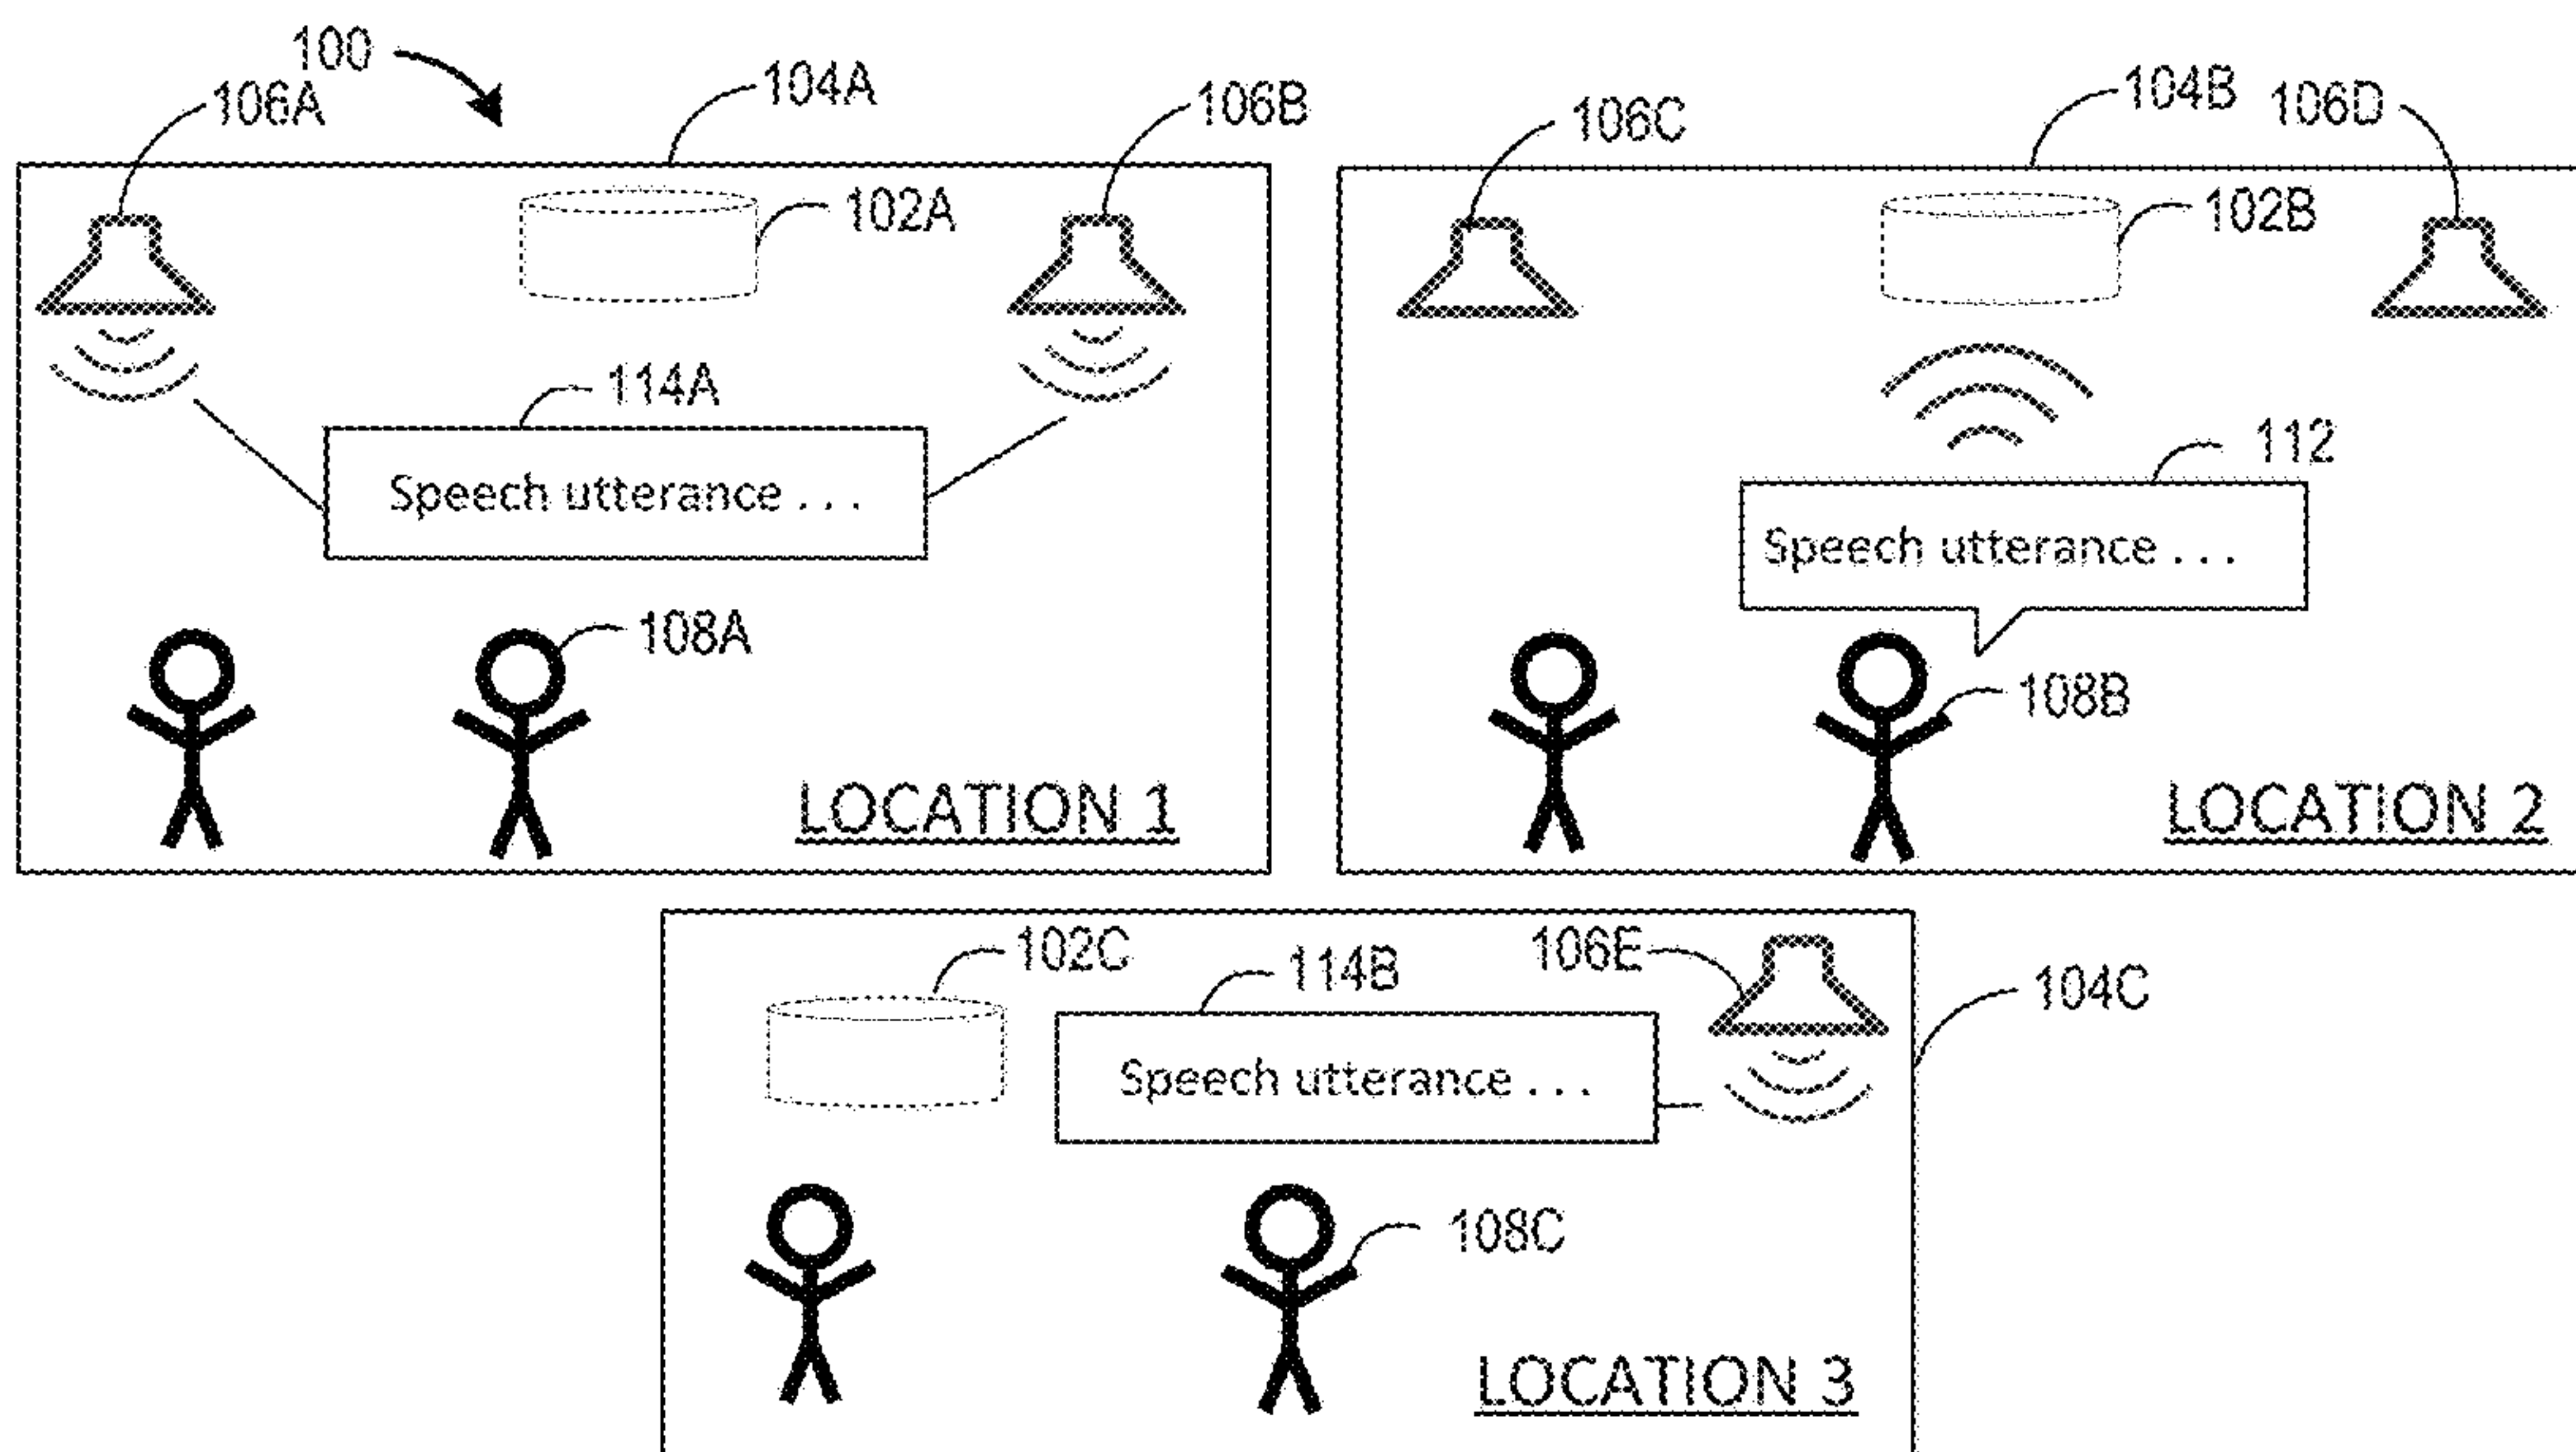 100
106A
104A
106B
106C
104B
106D
102A
102B
114A
112
Speech utterance . . .
Speech utterance . . .
108A
108B
LOCATION 1
LOCATION 2
102C
114B
106E
104C
Speech utterance . . .
108C
LOCATION 3